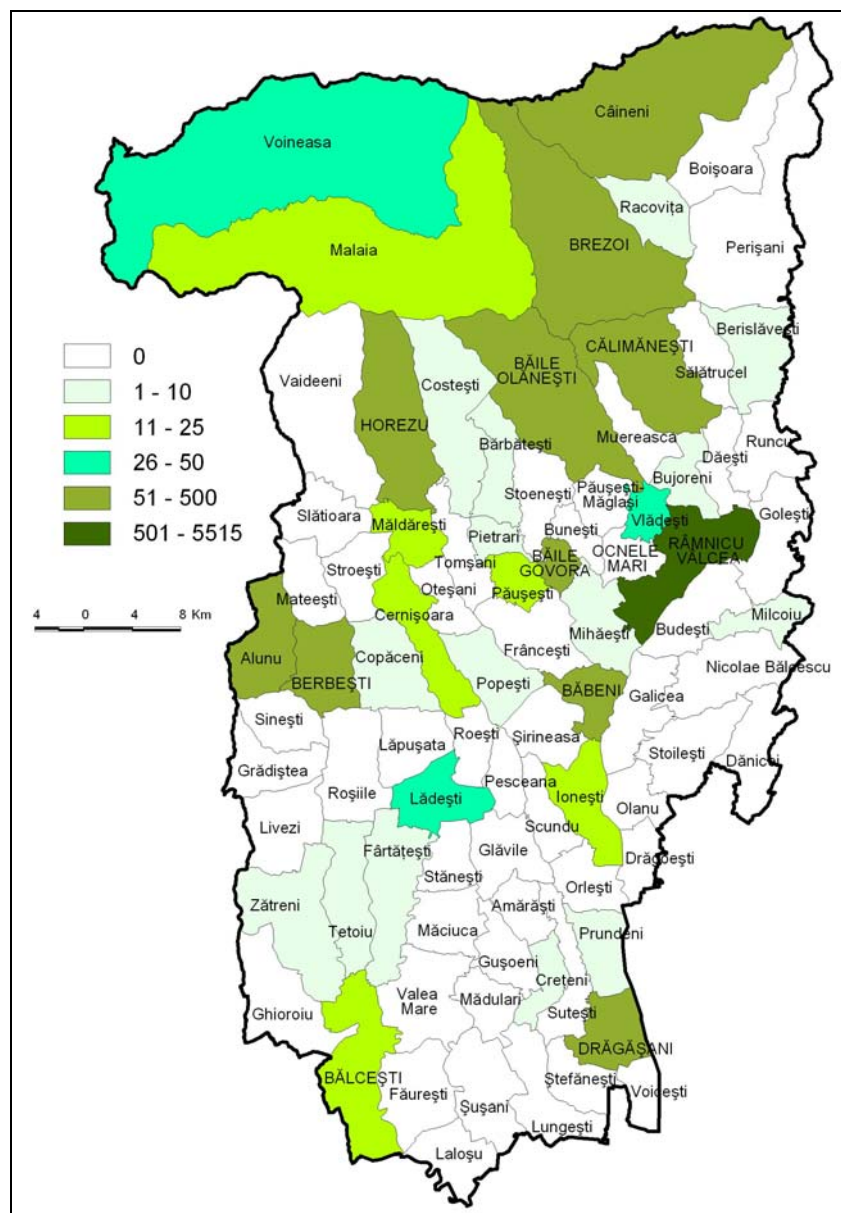 Câineni
Voineasa
Boişoara
Racoviţa
BREZOI
Malaia
Perişani
Berislăveşti
CĂLIMĂNEŞTI
BĂILE
OLĂNEŞTI
Sălătrucel
Costeşti
Vaideeni
HOREZU
Muereasca
Bărbăteşti
Runcu
Dăeşti
Bujoreni
Stoeneşti
Păuşeşti-
Măglaşi
Slătioara
Goleşti
Măldăreşti
Vlădeşti
Buneşti
Pietrari
RÂMNICU
VÂLCEA
OCNELE
MARI
BĂILE
GOVORA
Tomşani
Stroeşti
Oteşani
Păuşeşti
Mateeşti
Cernişoara
Milcoiu
Mihăeşti
Budeşti
Frânceşti
Alunu
Copăceni
Nicolae Bălcescu
BERBEŞTI
Popeşti
BĂBENI
Galicea
Sineşti
Roeşti
Şirineasa
Lăpuşata
Stoileşti
Dănicei
Grădiştea
Pesceana
Roşiile
Lădeşti
Ioneşti
Olanu
Livezi
Scundu
Fârtăţeşti
Glăvile
Drăgoeşti
Stăneşti
Orleşti
Zătreni
Amărăşti
Tetoiu
Măciuca
Prundeni
Guşoeni
Creţeni
Valea
Mare
Mădulari
Ghioroiu
Suteşti
DRĂGĂŞANI
BĂLCEŞTI
Ştefăneşti
Făureşti
Voiceşti
Şuşani
Lungeşti
Laloşu
0
1 - 10
11 - 25
26 - 50
51 - 500
501 - 5515
4 0 8 Km